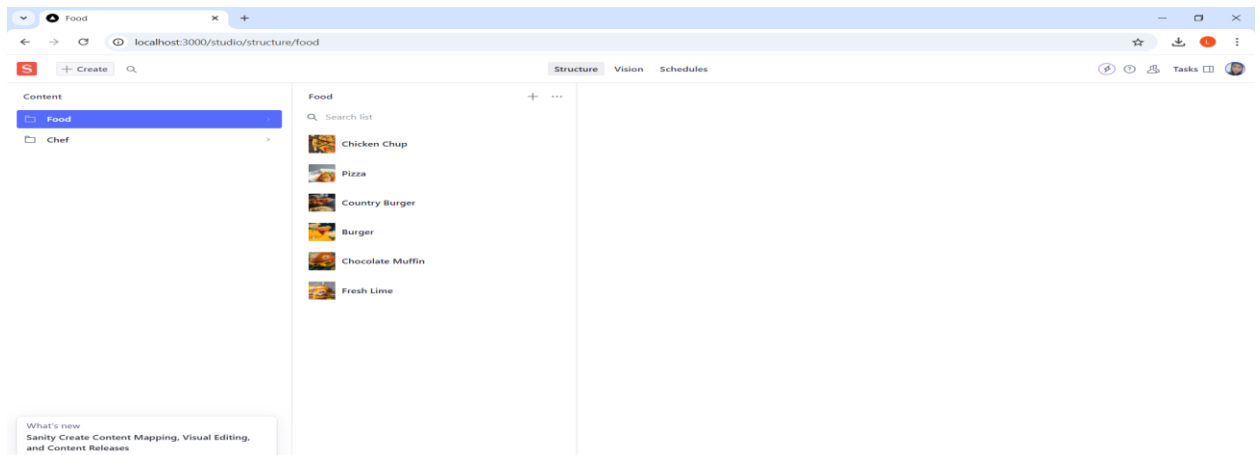 Food
localhost:3000/studio/structure/food
L
S
Create
Structure Vision Schedules
Tasks
Content
Food
Chef
Food
Search list
Chicken Chup
Pizza
Country Burger
Burger
Chocolate Muffin
Fresh Lime
What's new
Sanity Create Content Mapping, Visual Editing,
and Content Releases